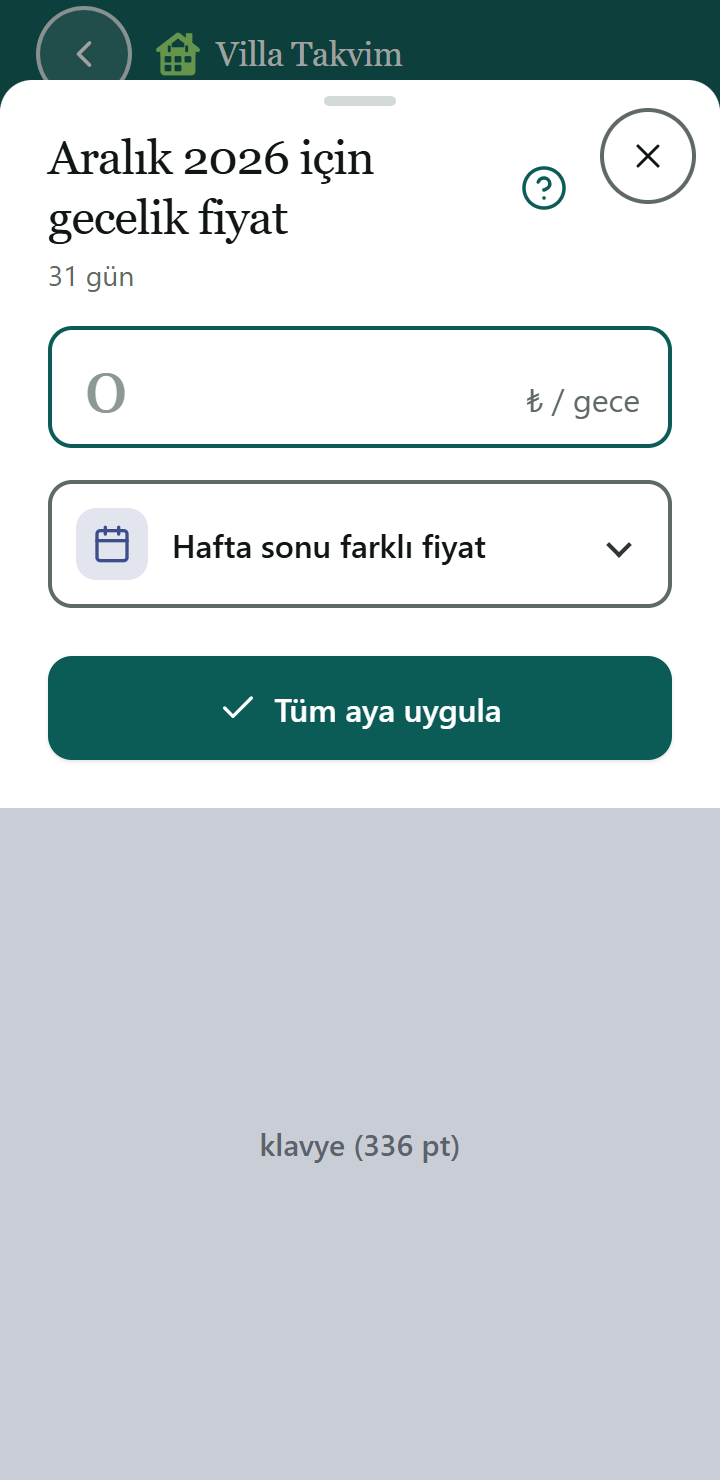 Villa Takvim
Aralık 2026 için
gecelik fiyat
31 gün
0
₺ / gece
Hafta sonu farklı fiyat
Tüm aya uygula
klavye (336 pt)